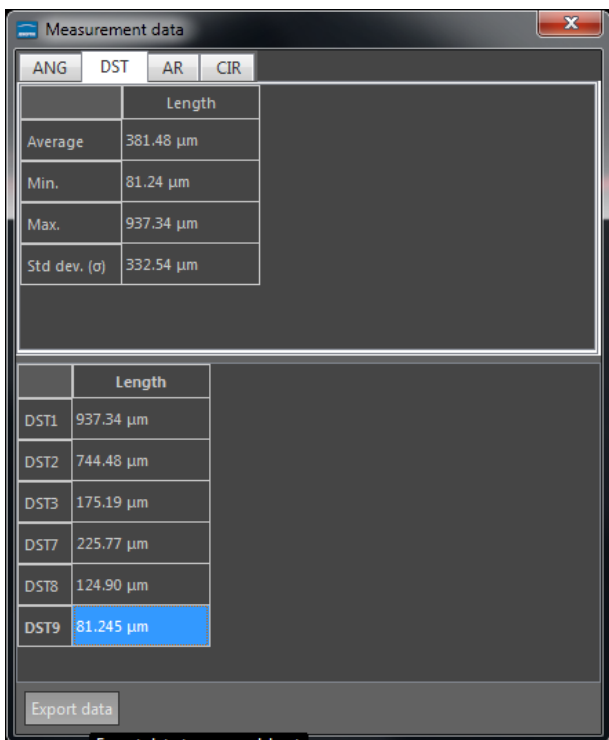 Measurement data
ANG DST AR CIR
Length
Average 381.48 µm
Min. 81.24 µm
Max. 937.34 µm
Std dev. (σ) 332.54 µm
Length
DST1 937.34 µm
DST2 744.48 µm
DST3 175.19 µm
DST7 225.77 µm
DST8 124.90 µm
DST9 81.245 µm
Export data